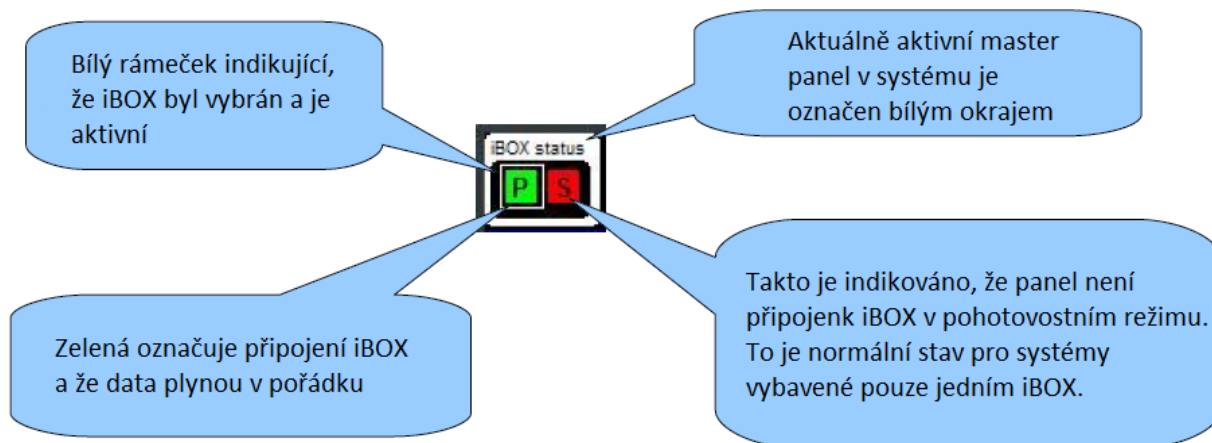 Bílý rámeček indikující,
že iBOX byl vybrán a je
aktivní
Aktuálně aktivní master
panel v systému je
označen bílým okrajem
iBOX status
P S
Zelená označuje připojení iBOX
a že data plynou v pořádku
Takto je indikováno, že panel není
připojenk iBOX v pohotovostním režimu.
To je normální stav pro systémy
vybavené pouze jedním iBOX.